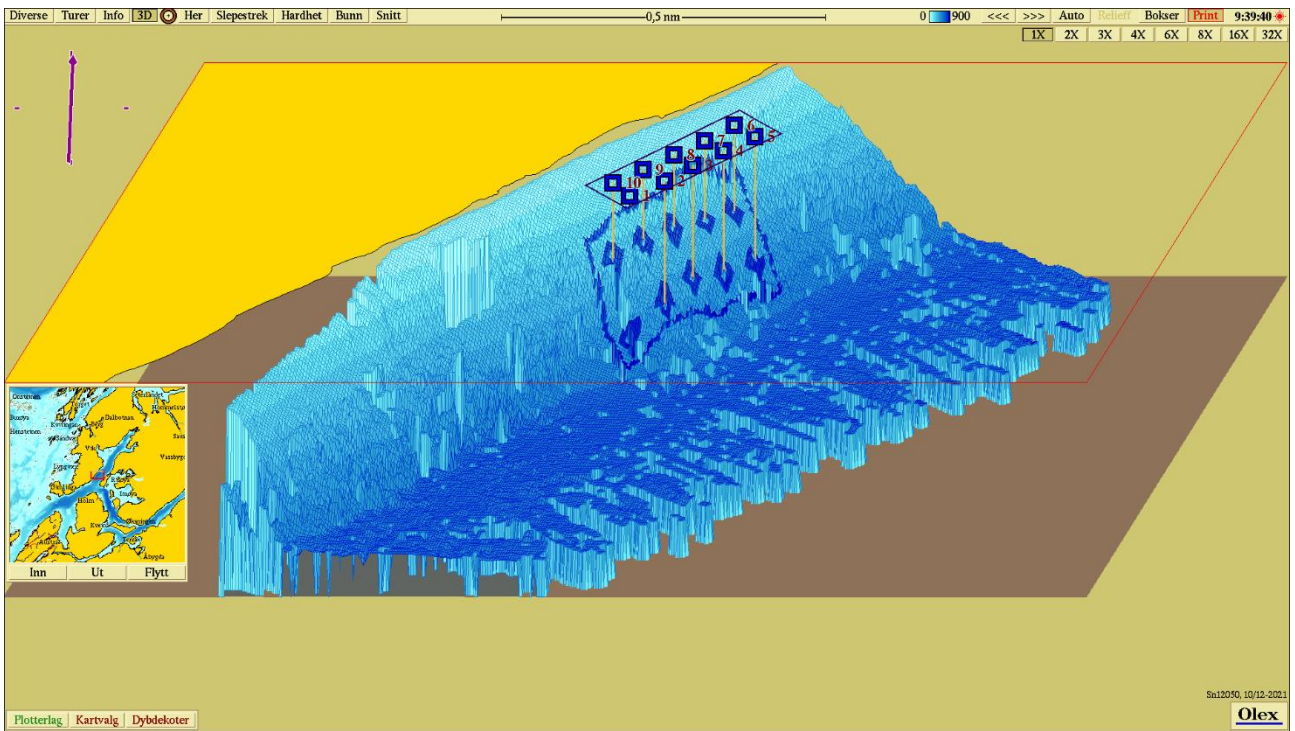 Diverse Turer Info 3D Her Slepestrek Hardhet Bunn Snitt 0,5 nm 0 900 <<< >>> Auto Relieff Bokser Print 9:39:40
1X 2X 3X 4X 6X 8X 16X 32X
6
5
7
4
8
3
9
2
10
1
Dalbotnan
Holm
Inn Ut Flytt
Sn12050, 10/12-2021
Plotterlag Kartvalg Dybdekoter
Olex